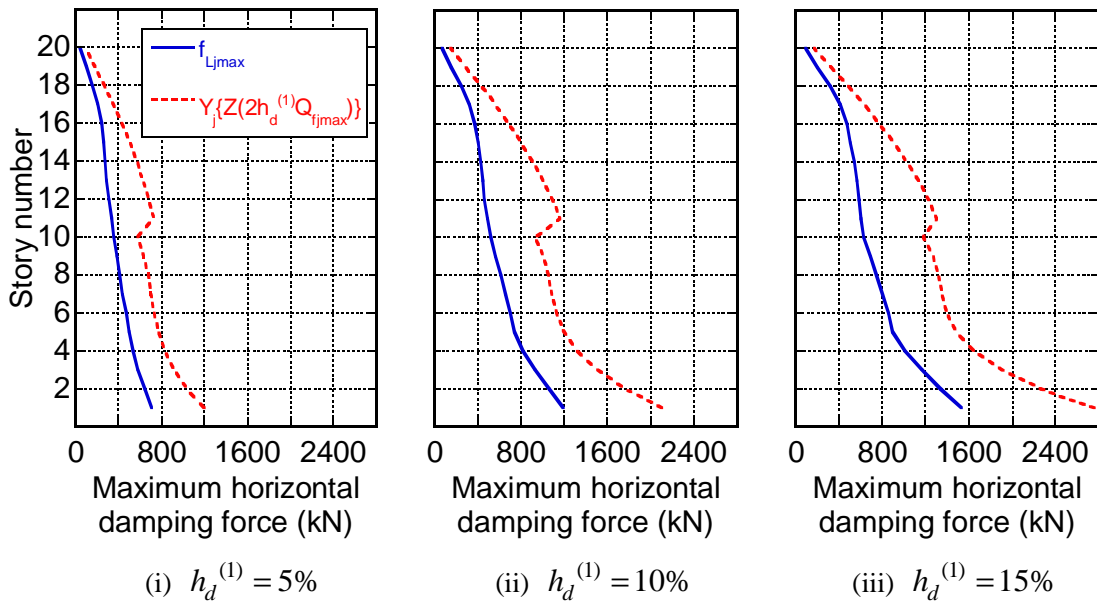 Story number
20
18
16
14
12
10
8
6
4
2
f_Ljmax
Y_j{Z(2h_d^(1)Q_fjmax)}
0 800 1600 2400
0 800 1600 2400
0 800 1600 2400
Maximum horizontal
damping force (kN)
Maximum horizontal
damping force (kN)
Maximum horizontal
damping force (kN)
(i) h_d^(1) = 5%
(ii) h_d^(1) = 10%
(iii) h_d^(1) = 15%